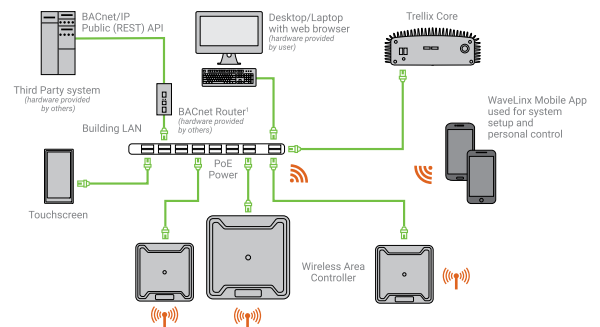 BACnet/IP
Public (REST) API
Third Party system
(hardware provided
by others)
Desktop/Laptop
with web browser
(hardware provided
by user)
Trellix Core
BACnet Router¹
(hardware provided
by others)
Building LAN
PoE
Power
WaveLinx Mobile App
used for system
setup and
personal control
Touchscreen
Wireless Area
Controller